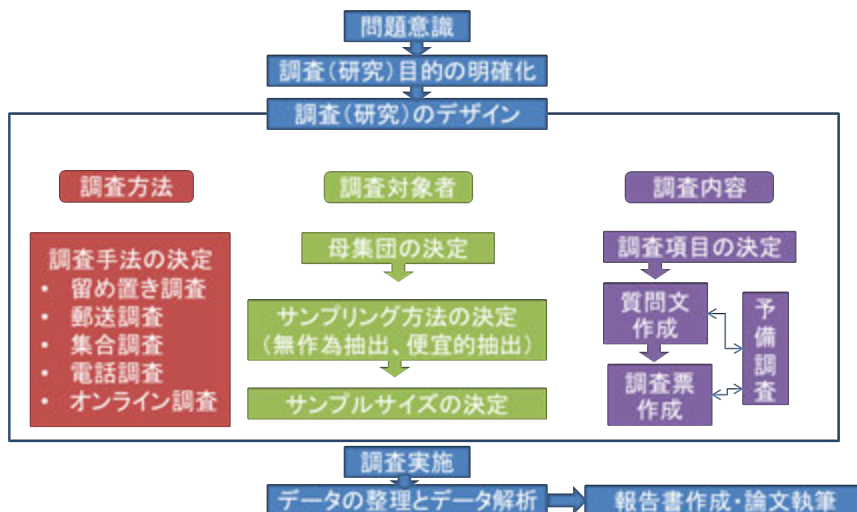 問題意識
調査(研究)目的の明確化
調査(研究)のデザイン
調査方法
調査手法の決定
• 留め置き調査
• 郵送調査
• 集合調査
• 電話調査
• オンライン調査
調査対象者
母集団の決定
サンプリング方法の決定
(無作為抽出、便宜的抽出)
サンプルサイズの決定
調査内容
調査項目の決定
質問文
作成
調査票
作成
予備調査
調査実施
データの整理とデータ解析
報告書作成・論文執筆